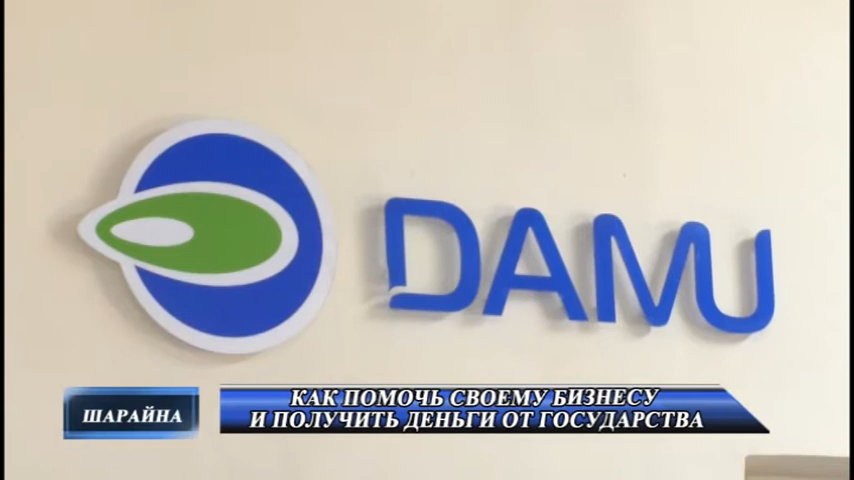 DAMU
ШАРАЙНА
КАК ПОМОЧЬ СВОЕМУ БИЗНЕСУ
И ПОЛУЧИТЬ ДЕНЬГИ ОТ ГОСУДАРСТВА